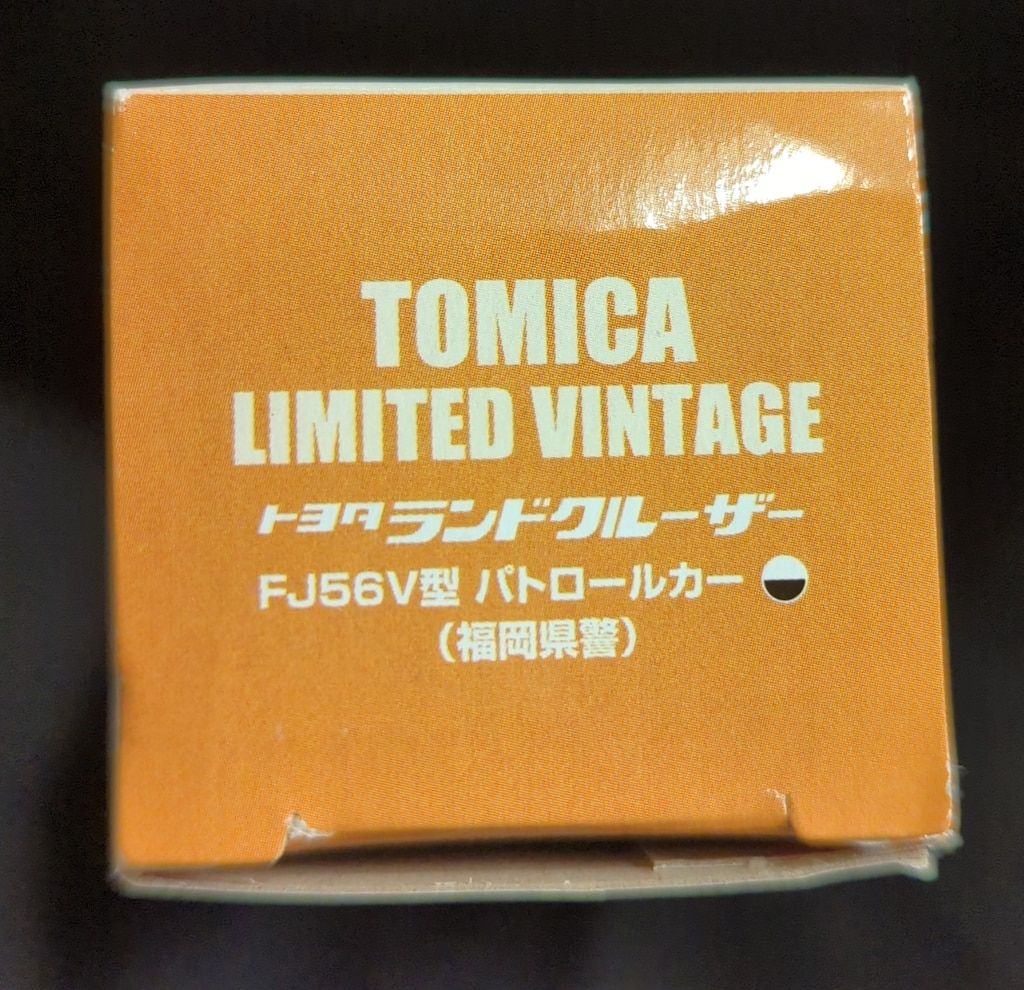 TOMICA
LIMITED VINTAGE
トヨタ ランドクルーザー
FJ56V型 パトロールカー
（福岡県警）